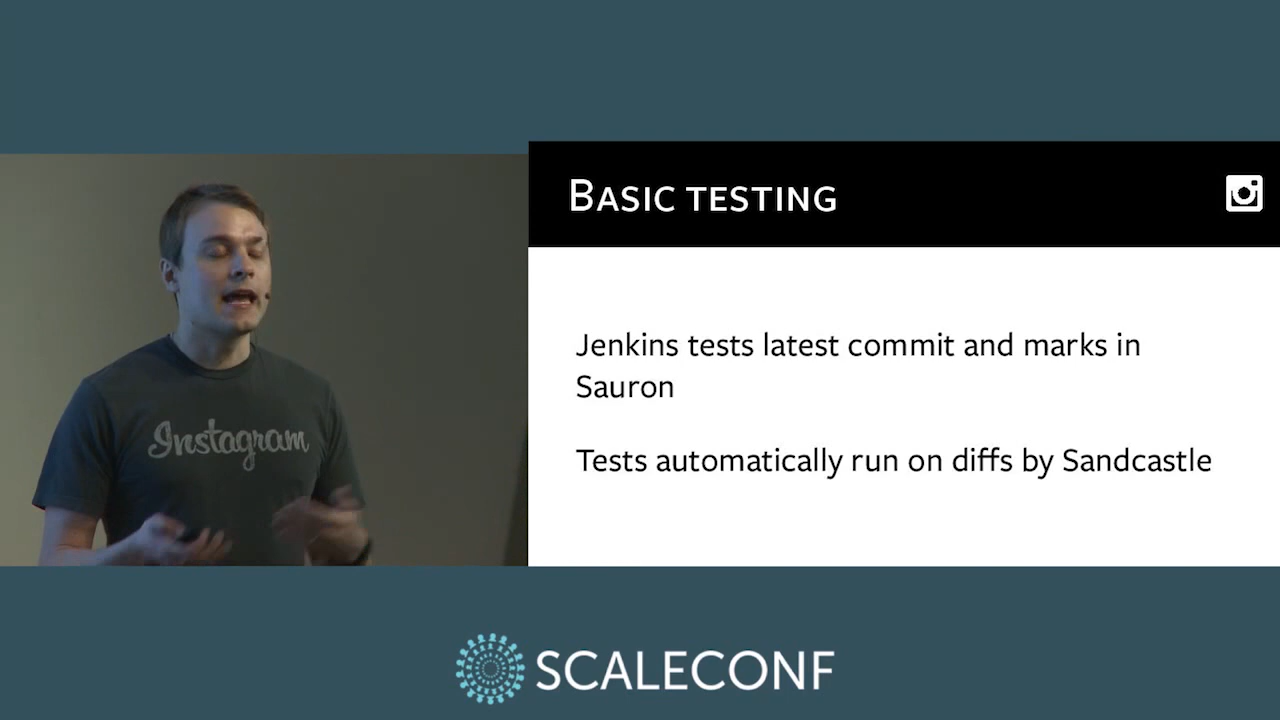 BASIC TESTING
Jenkins tests latest commit and marks in
Sauron
Tests automatically run on diffs by Sandcastle
Instagram
SCALECONF